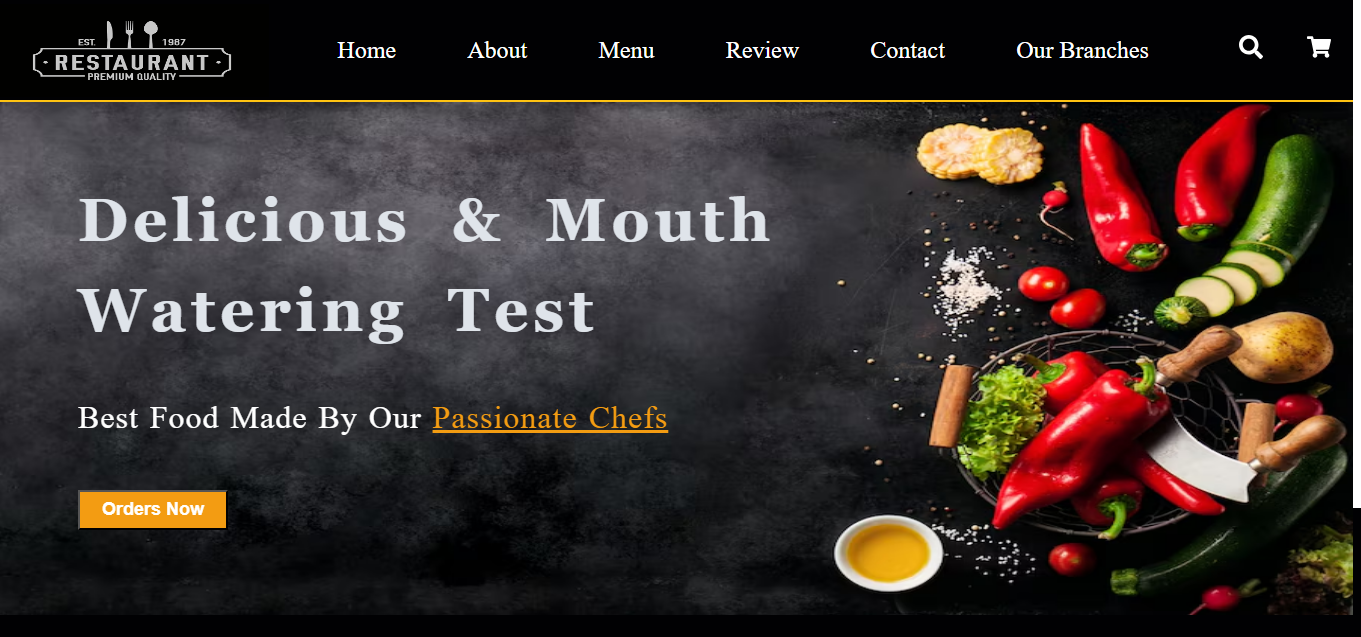 EST. 1987
· RESTAURANT ·
PREMIUM QUALITY
Home About Menu Review Contact Our Branches
Delicious & Mouth
Watering Test
Best Food Made By Our Passionate Chefs
Orders Now